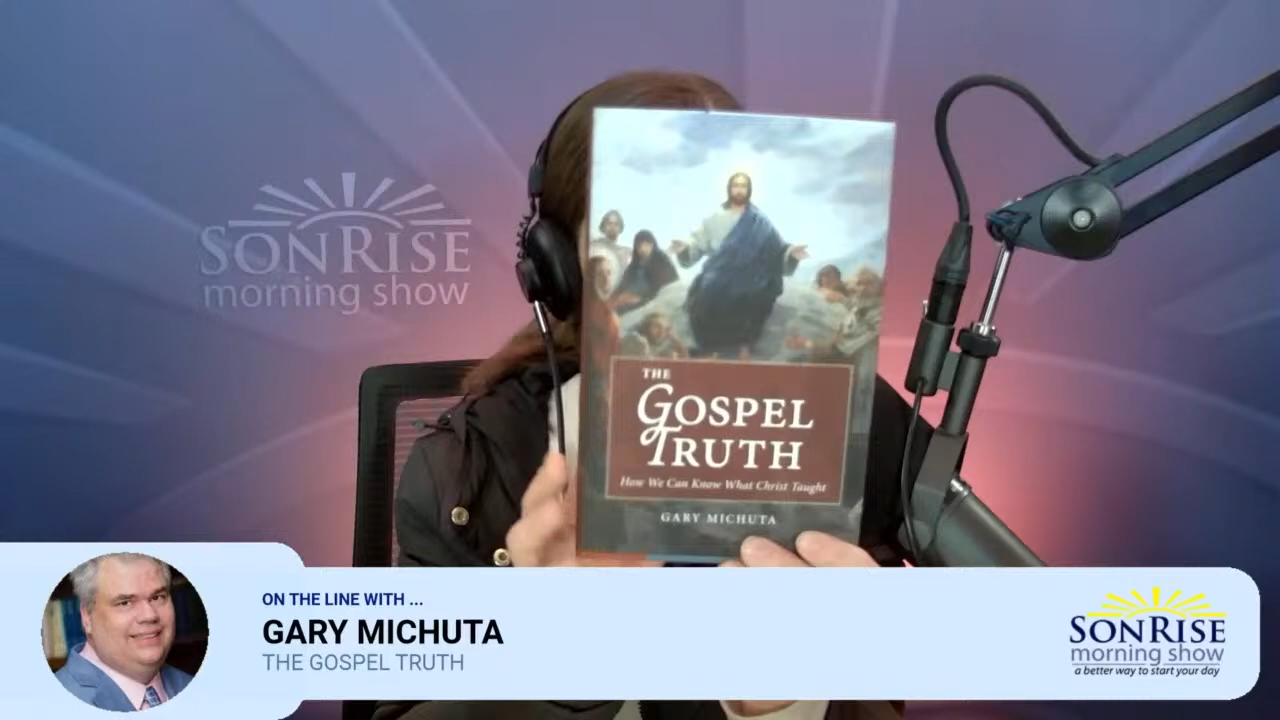 SONRISE
morning show
THE
GOSPEL
TRUTH
How We Can Know What Christ Taught
GARY MICHUTA
ON THE LINE WITH ...
GARY MICHUTA
THE GOSPEL TRUTH
SONRISE
morning show
a better way to start your day